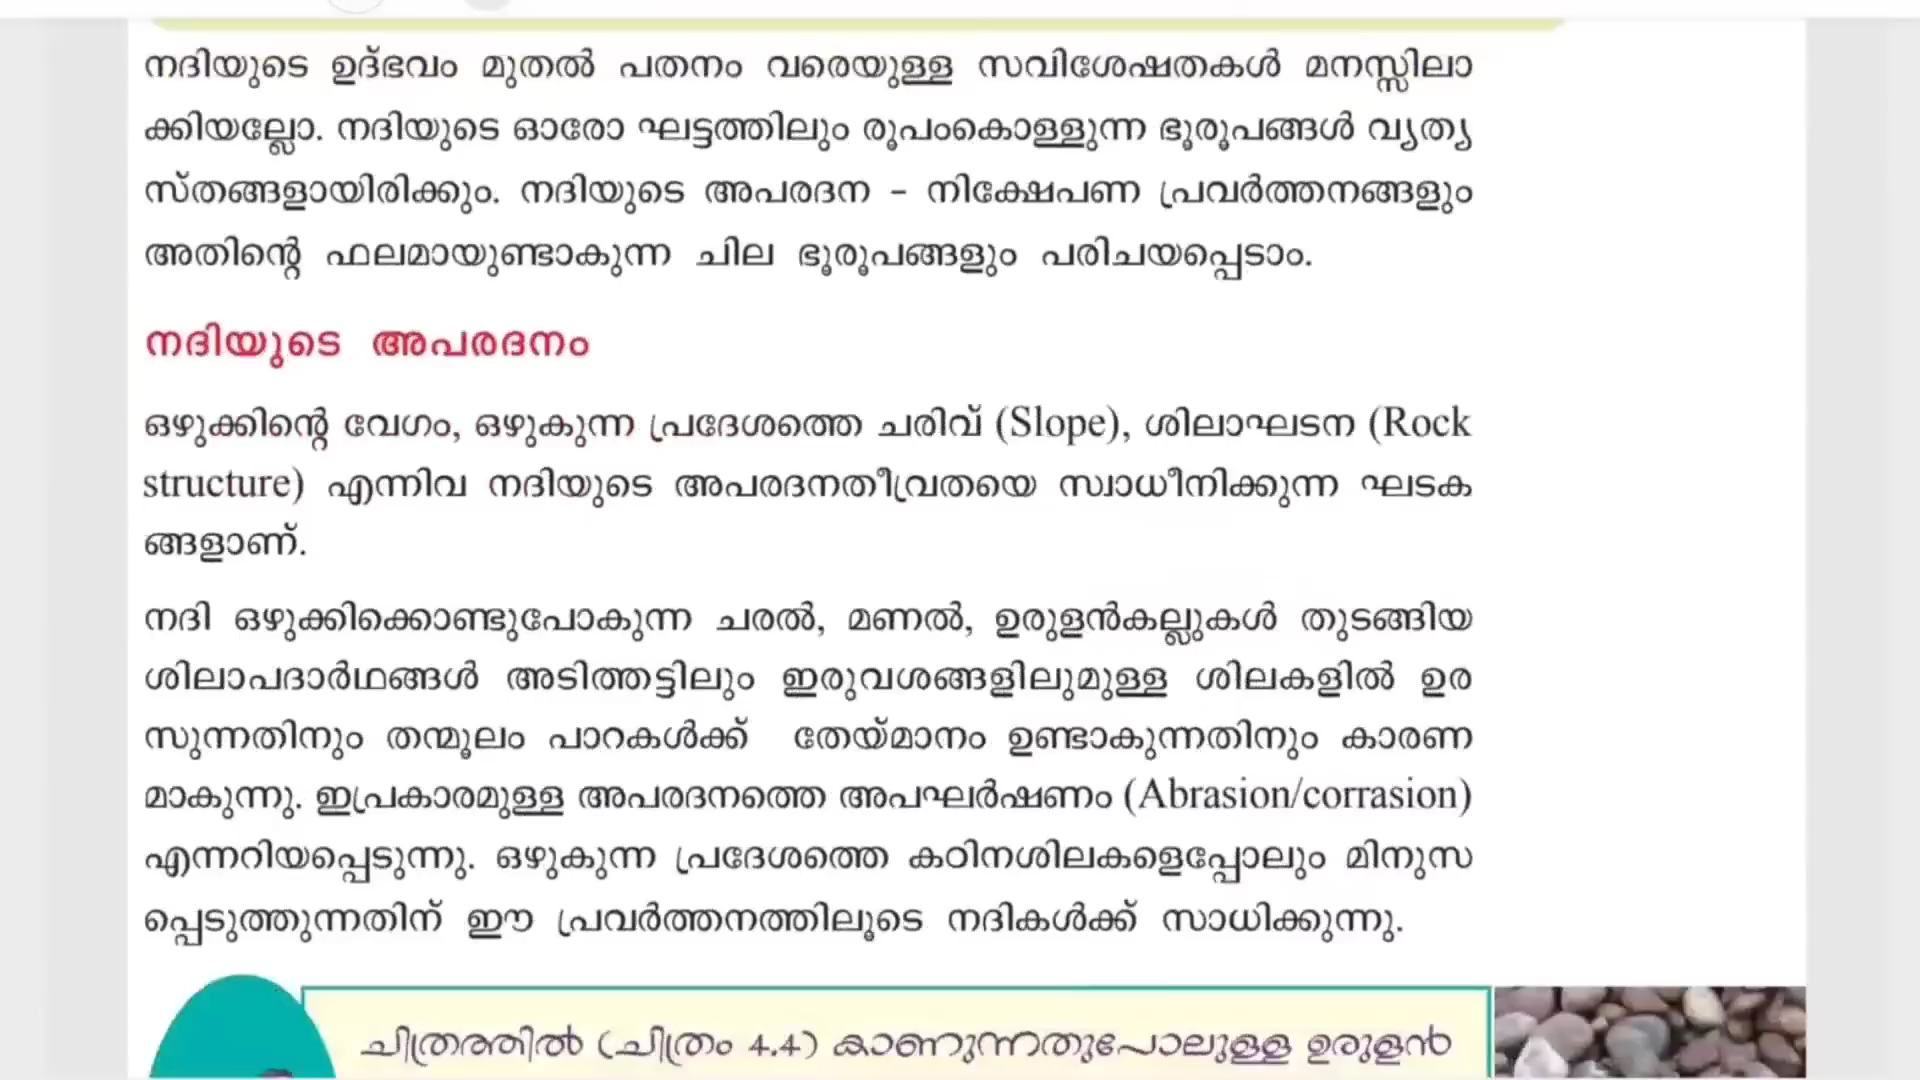 നദിയുടെ ഉദ്ഭവം മുതൽ പതനം വരെയുള്ള സവിശേഷതകൾ മനസ്സിലാ
ക്കിയല്ലോ. നദിയുടെ ഓരോ ഘട്ടത്തിലും രൂപംകൊള്ളുന്ന ഭൂരൂപങ്ങൾ വ്യത്യ
സ്തങ്ങളായിരിക്കും. നദിയുടെ അപരദന – നിക്ഷേപണ പ്രവർത്തനങ്ങളും
അതിന്റെ ഫലമായുണ്ടാകുന്ന ചില ഭൂരൂപങ്ങളും പരിചയപ്പെടാം.
നദിയുടെ അപരദനം
ഒഴുക്കിന്റെ വേഗം, ഒഴുകുന്ന പ്രദേശത്തെ ചരിവ് (Slope), ശിലാഘടന (Rock
structure) എന്നിവ നദിയുടെ അപരദനതീവ്രതയെ സ്വാധീനിക്കുന്ന ഘടക
ങ്ങളാണ്.
നദി ഒഴുക്കിക്കൊണ്ടുപോകുന്ന ചരൽ, മണൽ, ഉരുളൻകല്ലുകൾ തുടങ്ങിയ
ശിലാപദാർഥങ്ങൾ അടിത്തട്ടിലും ഇരുവശങ്ങളിലുമുള്ള ശിലകളിൽ ഉര
സുന്നതിനും തന്മൂലം പാറകൾക്ക് തേയ്മാനം ഉണ്ടാകുന്നതിനും കാരണ
മാകുന്നു. ഇപ്രകാരമുള്ള അപരദനത്തെ അപഘർഷണം (Abrasion/corrasion)
എന്നറിയപ്പെടുന്നു. ഒഴുകുന്ന പ്രദേശത്തെ കഠിനശിലകളെപ്പോലും മിനുസ
പ്പെടുത്തുന്നതിന് ഈ പ്രവർത്തനത്തിലൂടെ നദികൾക്ക് സാധിക്കുന്നു.
ചിത്രത്തിൽ (ചിത്രം 4.4) കാണുന്നതുപോലുള്ള ഉരുളൻ